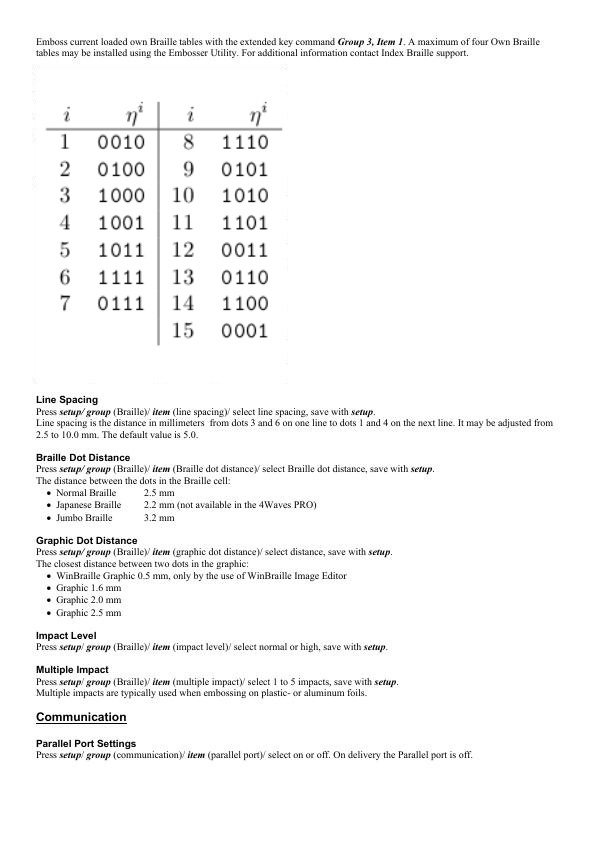 Emboss current loaded own Braille tables with the extended key command Group 3, Item 1. A maximum of four Own Braille
tables may be installed using the Embosser Utility. For additional information contact Index Braille support.
i ηⁱ i ηⁱ
1 0010 8 1110
2 0100 9 0101
3 1000 10 1010
4 1001 11 1101
5 1011 12 0011
6 1111 13 0110
7 0111 14 1100
15 0001
Line Spacing
Press setup/ group (Braille)/ item (line spacing)/ select line spacing, save with setup.
Line spacing is the distance in millimeters from dots 3 and 6 on one line to dots 1 and 4 on the next line. It may be adjusted from
2.5 to 10.0 mm. The default value is 5.0.
Braille Dot Distance
Press setup/ group (Braille)/ item (Braille dot distance)/ select Braille dot distance, save with setup.
The distance between the dots in the Braille cell:
• Normal Braille 2.5 mm
• Japanese Braille 2.2 mm (not available in the 4Waves PRO)
• Jumbo Braille 3.2 mm
Graphic Dot Distance
Press setup/ group (Braille)/ item (graphic dot distance)/ select distance, save with setup.
The closest distance between two dots in the graphic:
• WinBraille Graphic 0.5 mm, only by the use of WinBraille Image Editor
• Graphic 1.6 mm
• Graphic 2.0 mm
• Graphic 2.5 mm
Impact Level
Press setup/ group (Braille)/ item (impact level)/ select normal or high, save with setup.
Multiple Impact
Press setup/ group (Braille)/ item (multiple impact)/ select 1 to 5 impacts, save with setup.
Multiple impacts are typically used when embossing on plastic- or aluminum foils.
Communication
Parallel Port Settings
Press setup/ group (communication)/ item (parallel port)/ select on or off. On delivery the Parallel port is off.